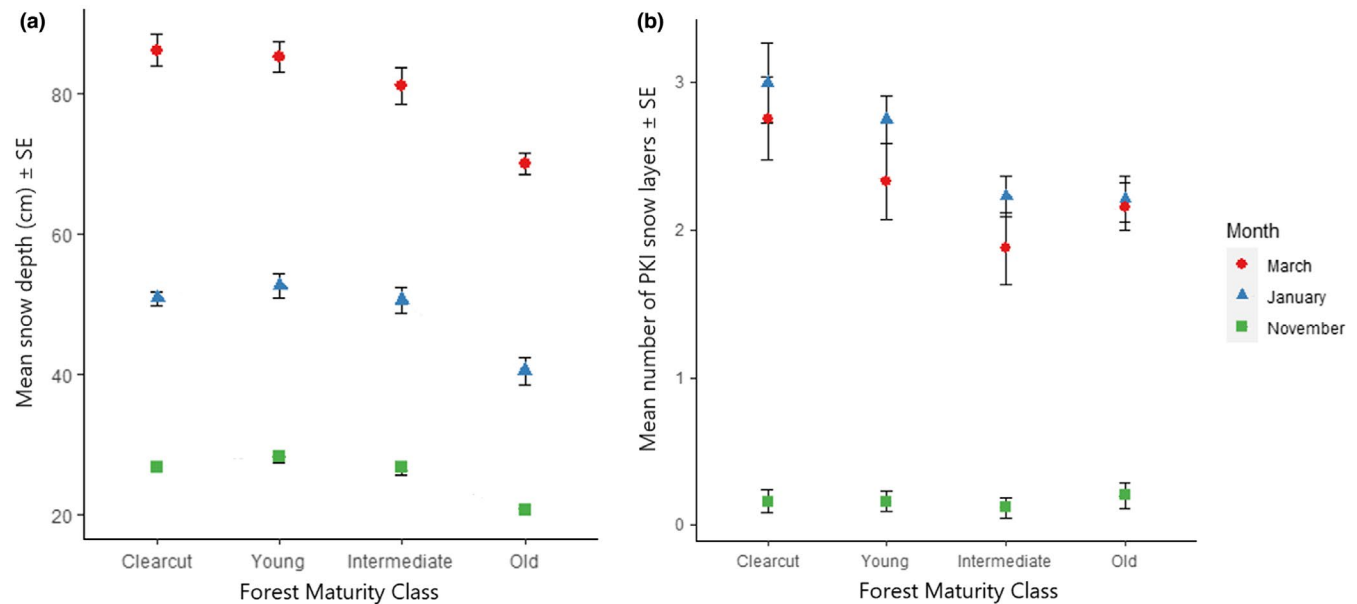 (a)
Mean snow depth (cm) ± SE
80
60
40
20
Clearcut Young Intermediate Old
Forest Maturity Class
(b)
Mean number of PKI snow layers ± SE
3
2
1
0
Clearcut Young Intermediate Old
Forest Maturity Class
Month
March
January
November